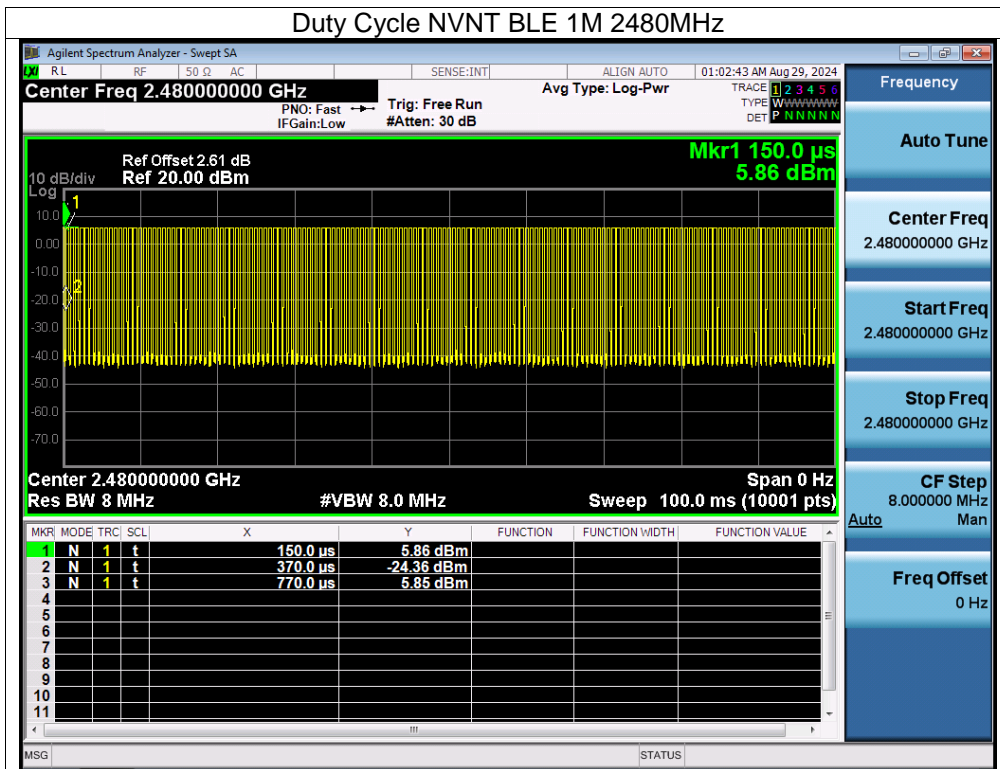 Duty Cycle NVNT BLE 1M 2480MHz
Agilent Spectrum Analyzer - Swept SA
LXI RL RF 50 Ω AC SENSE:INT ALIGN AUTO 01:02:43 AM Aug 29, 2024
Center Freq 2.480000000 GHz Avg Type: Log-Pwr TRACE 1 2 3 4 5 6
PNO: Fast Trig: Free Run TYPE WWWWWWW
IFGain:Low #Atten: 30 dB DET P N N N N N
Frequency
Auto Tune
Center Freq
2.480000000 GHz
Start Freq
2.480000000 GHz
Stop Freq
2.480000000 GHz
CF Step
8.000000 MHz
Auto Man
Freq Offset
0 Hz
Mkr1 150.0 µs
5.86 dBm
Ref Offset 2.61 dB
10 dB/div Ref 20.00 dBm
Log
1
10.0
0.00
-10.0
2
-20.0
-30.0
-40.0
-50.0
-60.0
-70.0
Center 2.480000000 GHz Span 0 Hz
Res BW 8 MHz #VBW 8.0 MHz Sweep 100.0 ms (10001 pts)
MKR MODE TRC SCL X Y FUNCTION FUNCTION WIDTH FUNCTION VALUE
1 N 1 t 150.0 µs 5.86 dBm
2 N 1 t 370.0 µs -24.36 dBm
3 N 1 t 770.0 µs 5.85 dBm
4
5
6
7
8
9
10
11
MSG STATUS